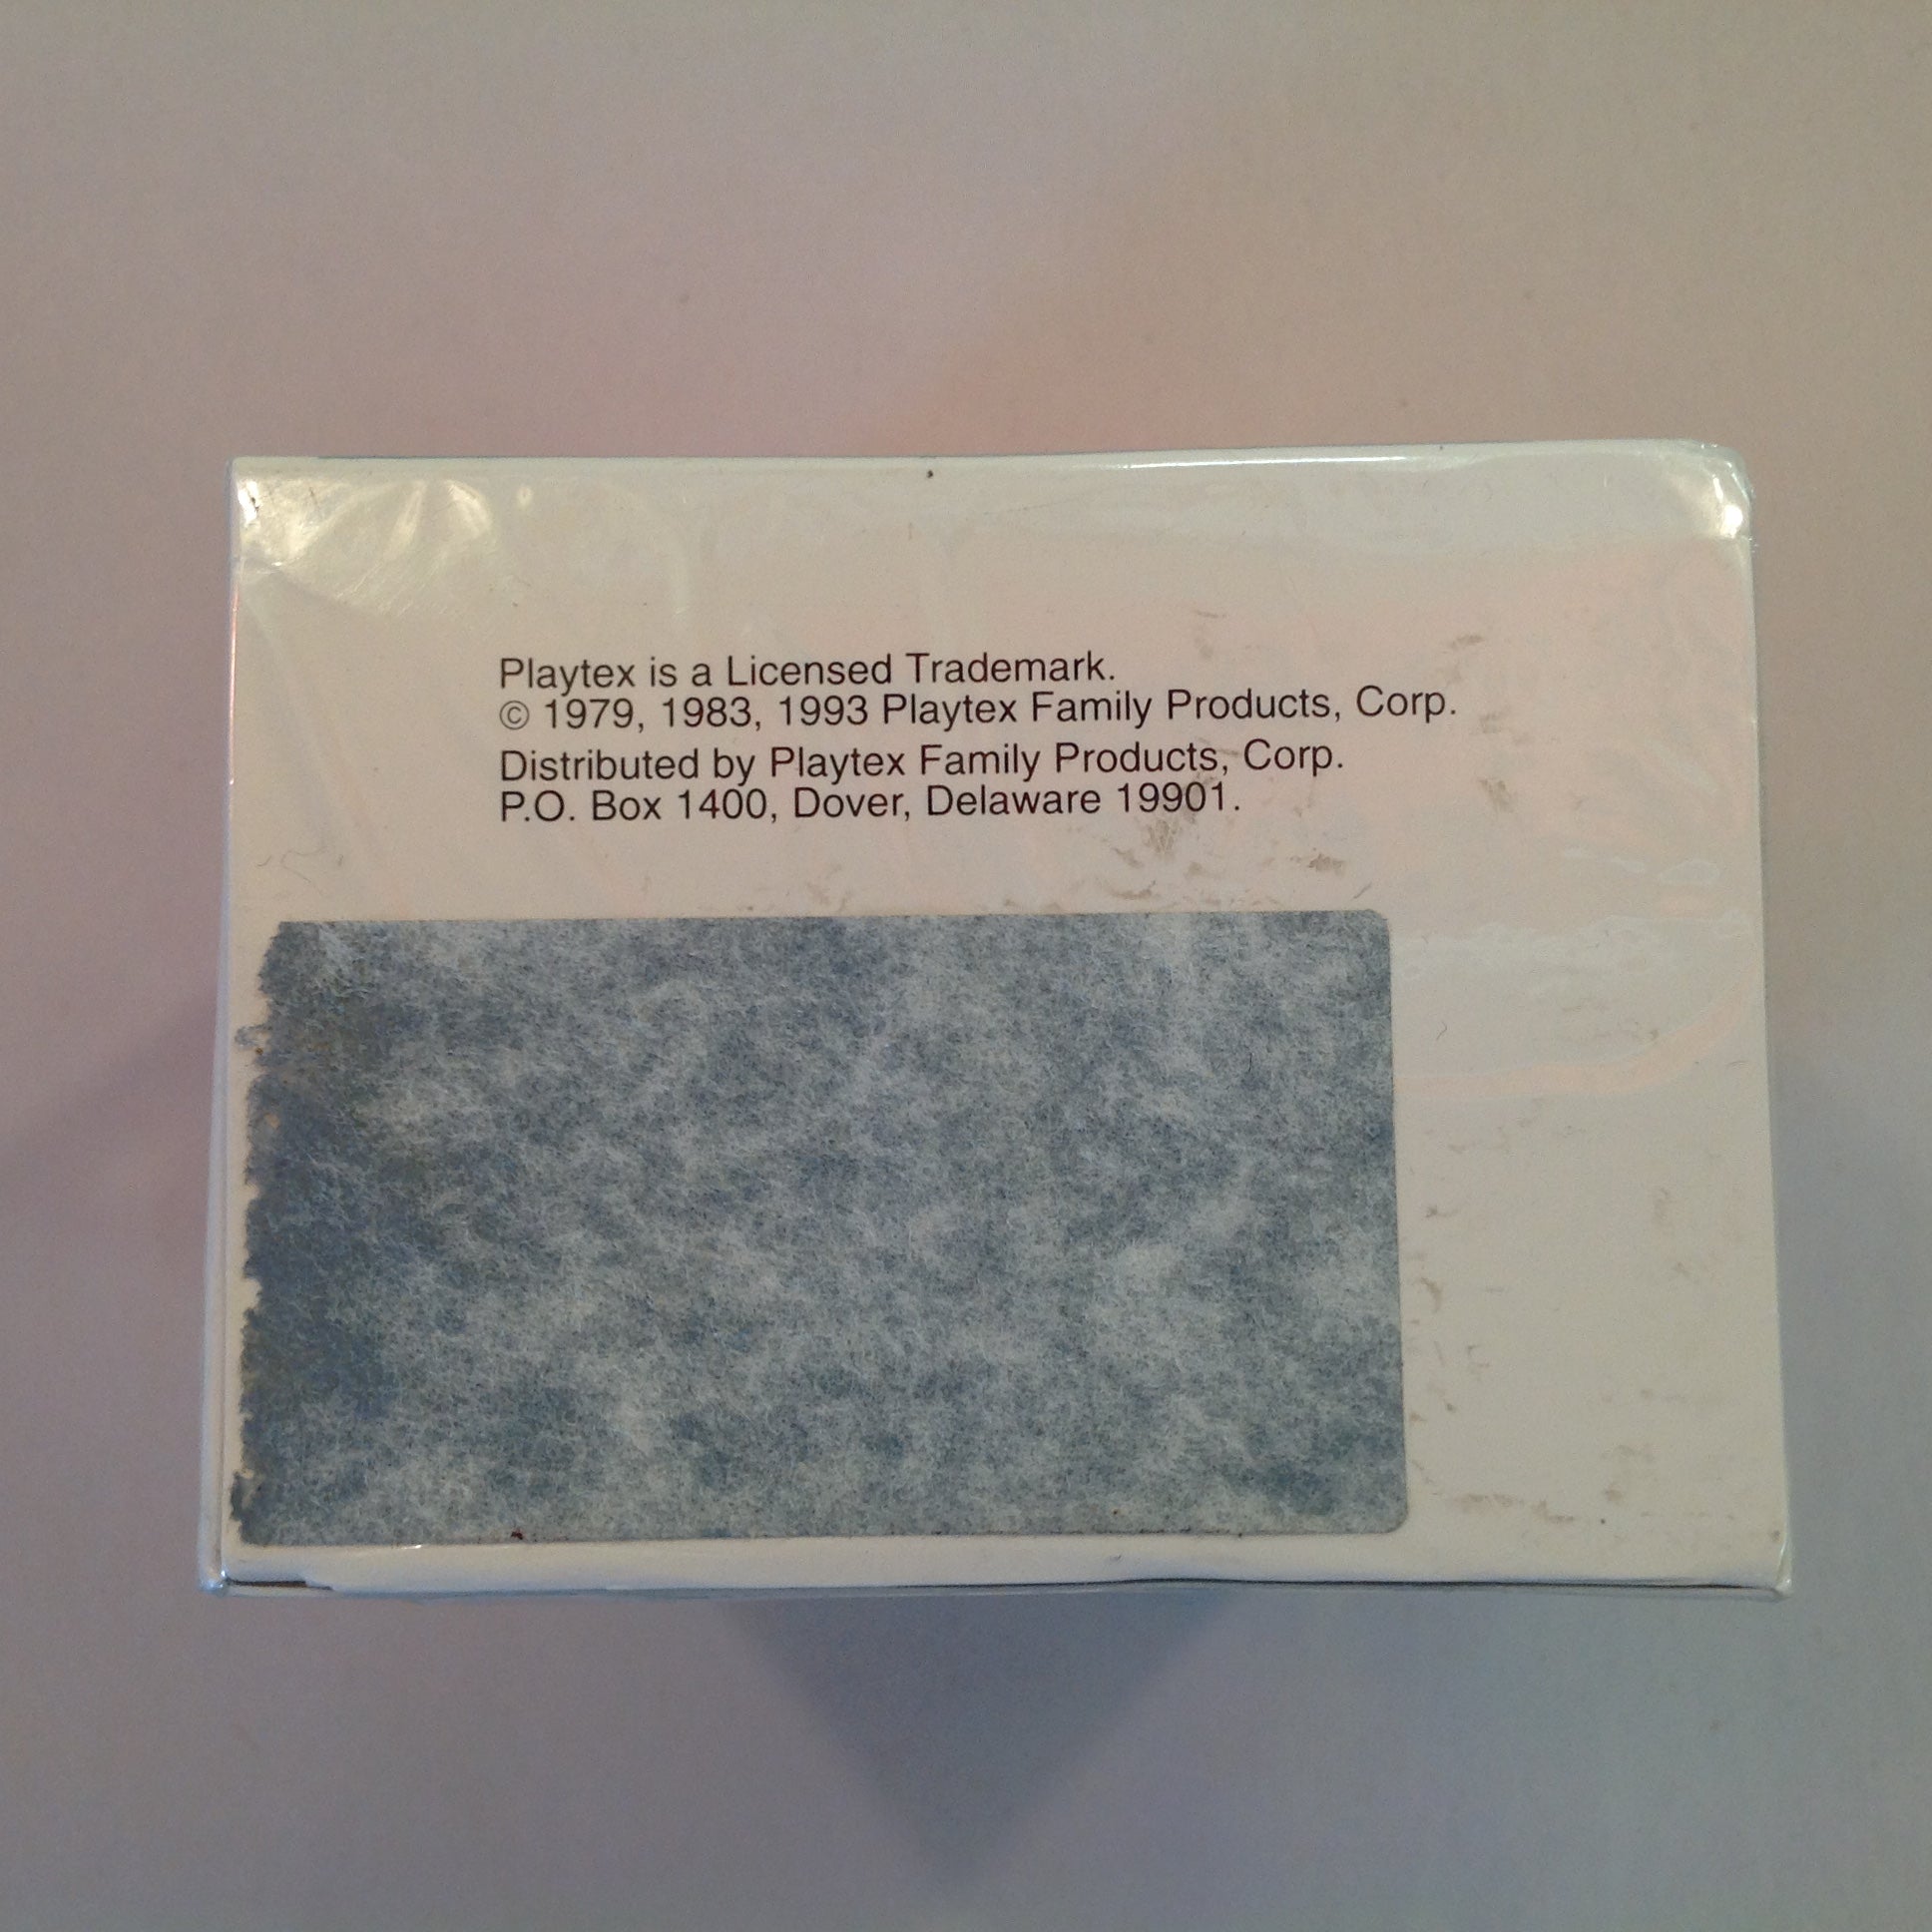 Playtex is a Licensed Trademark.
© 1979, 1983, 1993 Playtex Family Products, Corp.
Distributed by Playtex Family Products, Corp.
P.O. Box 1400, Dover, Delaware 19901.